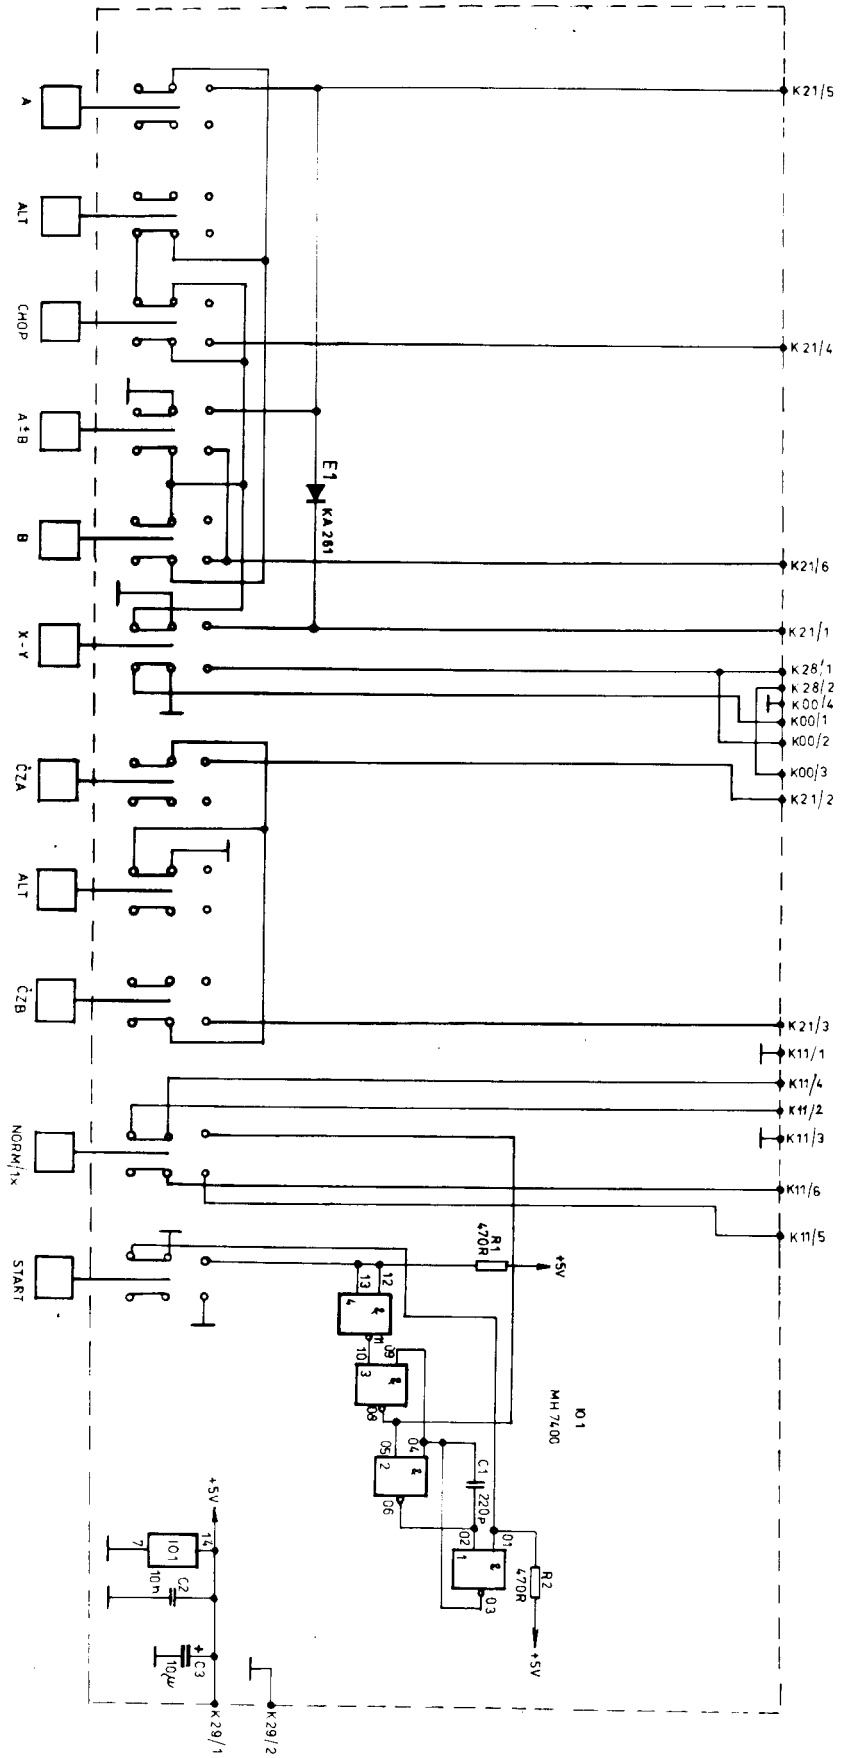 A
ALT
CHOP
A±B
B
X-Y
ČZA
ALT
ČZB
NORM/1x
START
K21/5
K21/4
E1
KA261
K21/6
K21/1
K28/1
K28/2
K00/4
K00/1
K00/2
K00/3
K21/2
K21/3
K11/1
K11/4
K11/2
K11/3
K11/6
K11/5
R1
470R
+5V
13
12
4
&
11
10
09
3
&
08
IO1
MH7400
05
04
2
&
06
C1
220p
02
01
1
&
03
R2
470R
+5V
+5V
7
IO1
14
C2
10n
+
C3
10µ
K29/1
K29/2